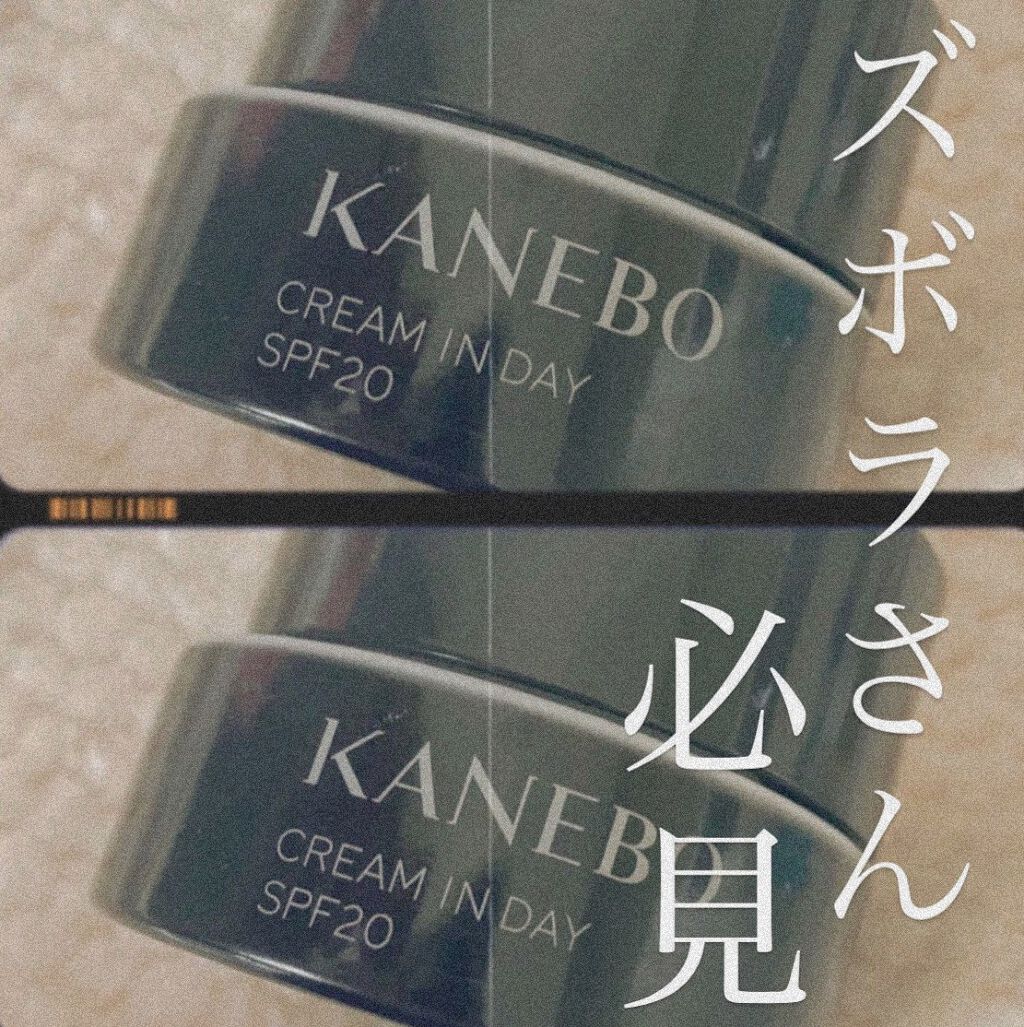 ズボラさん
必見
KANEBO
CREAM IN DAY
SPF20
KANEBO
CREAM IN DAY
SPF20